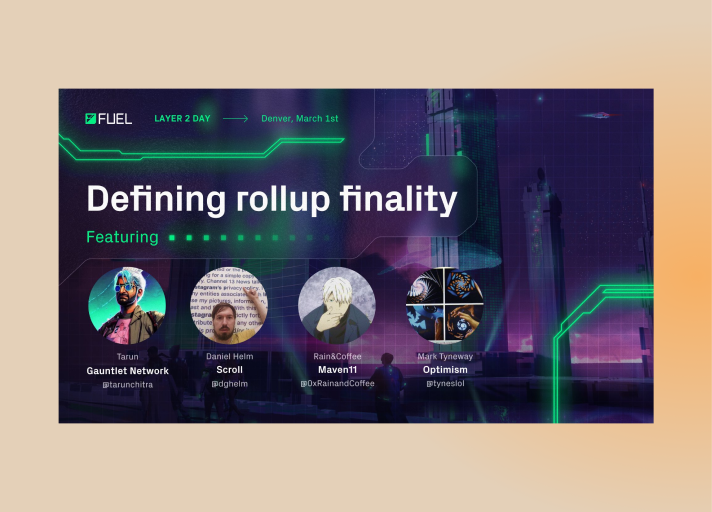 FUEL
LAYER 2 DAY → Denver, March 1st
Defining rollup finality
Featuring
Tarun
Gauntlet Network
@tarunchitra
Daniel Helm
Scroll
@dghelm
Rain&Coffee
Maven11
@0xRainandCoffee
Mark Tyneway
Optimism
@tyneslol